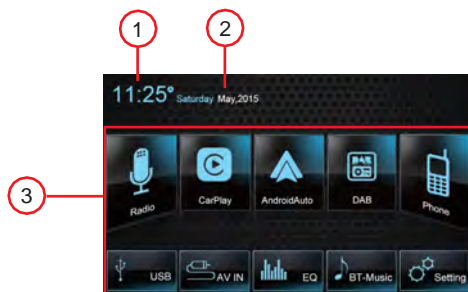 1
2
11:25° Saturday May,2015
3
Radio CarPlay AndroidAuto DAB Phone
USB AV IN EQ BT-Music Setting